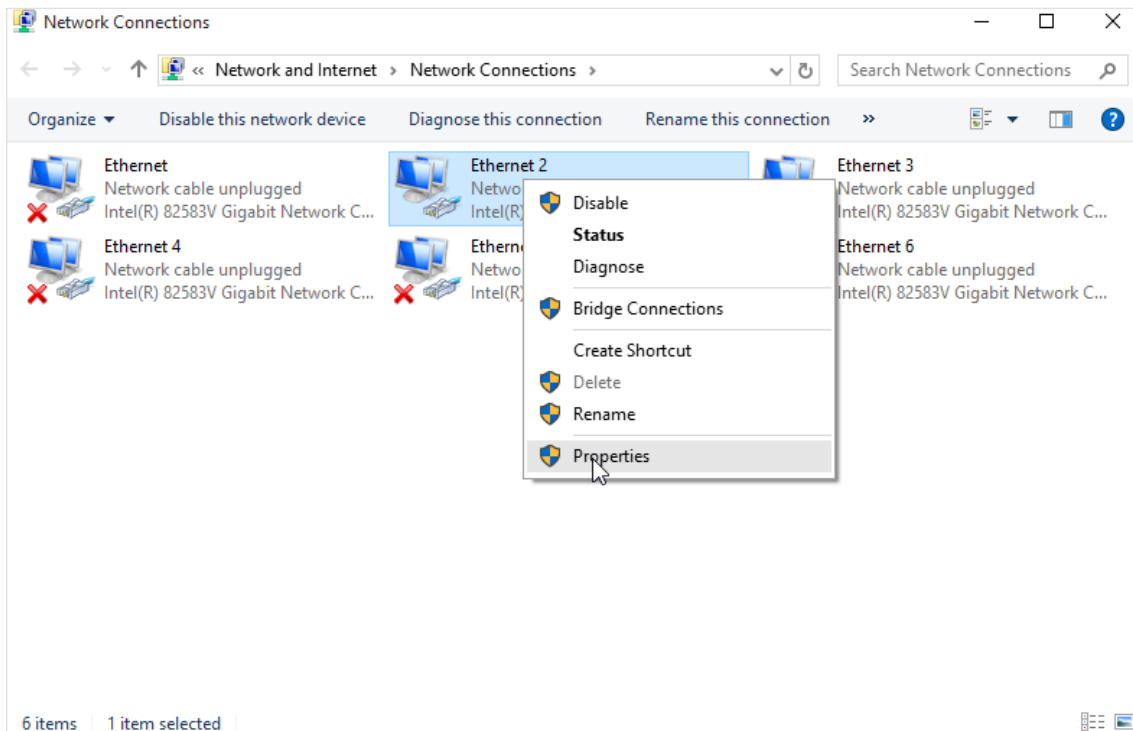 Network Connections
« Network and Internet › Network Connections ›
Search Network Connections
Organize Disable this network device Diagnose this connection Rename this connection »
Ethernet
Network cable unplugged
Intel(R) 82583V Gigabit Network C...
Ethernet 2
Netwo
Intel(R)
Ethernet 3
Network cable unplugged
Intel(R) 82583V Gigabit Network C...
Ethernet 4
Network cable unplugged
Intel(R) 82583V Gigabit Network C...
Ethern
Netwo
Intel(R)
Ethernet 6
Network cable unplugged
Intel(R) 82583V Gigabit Network C...
Disable
Status
Diagnose
Bridge Connections
Create Shortcut
Delete
Rename
Properties
6 items 1 item selected